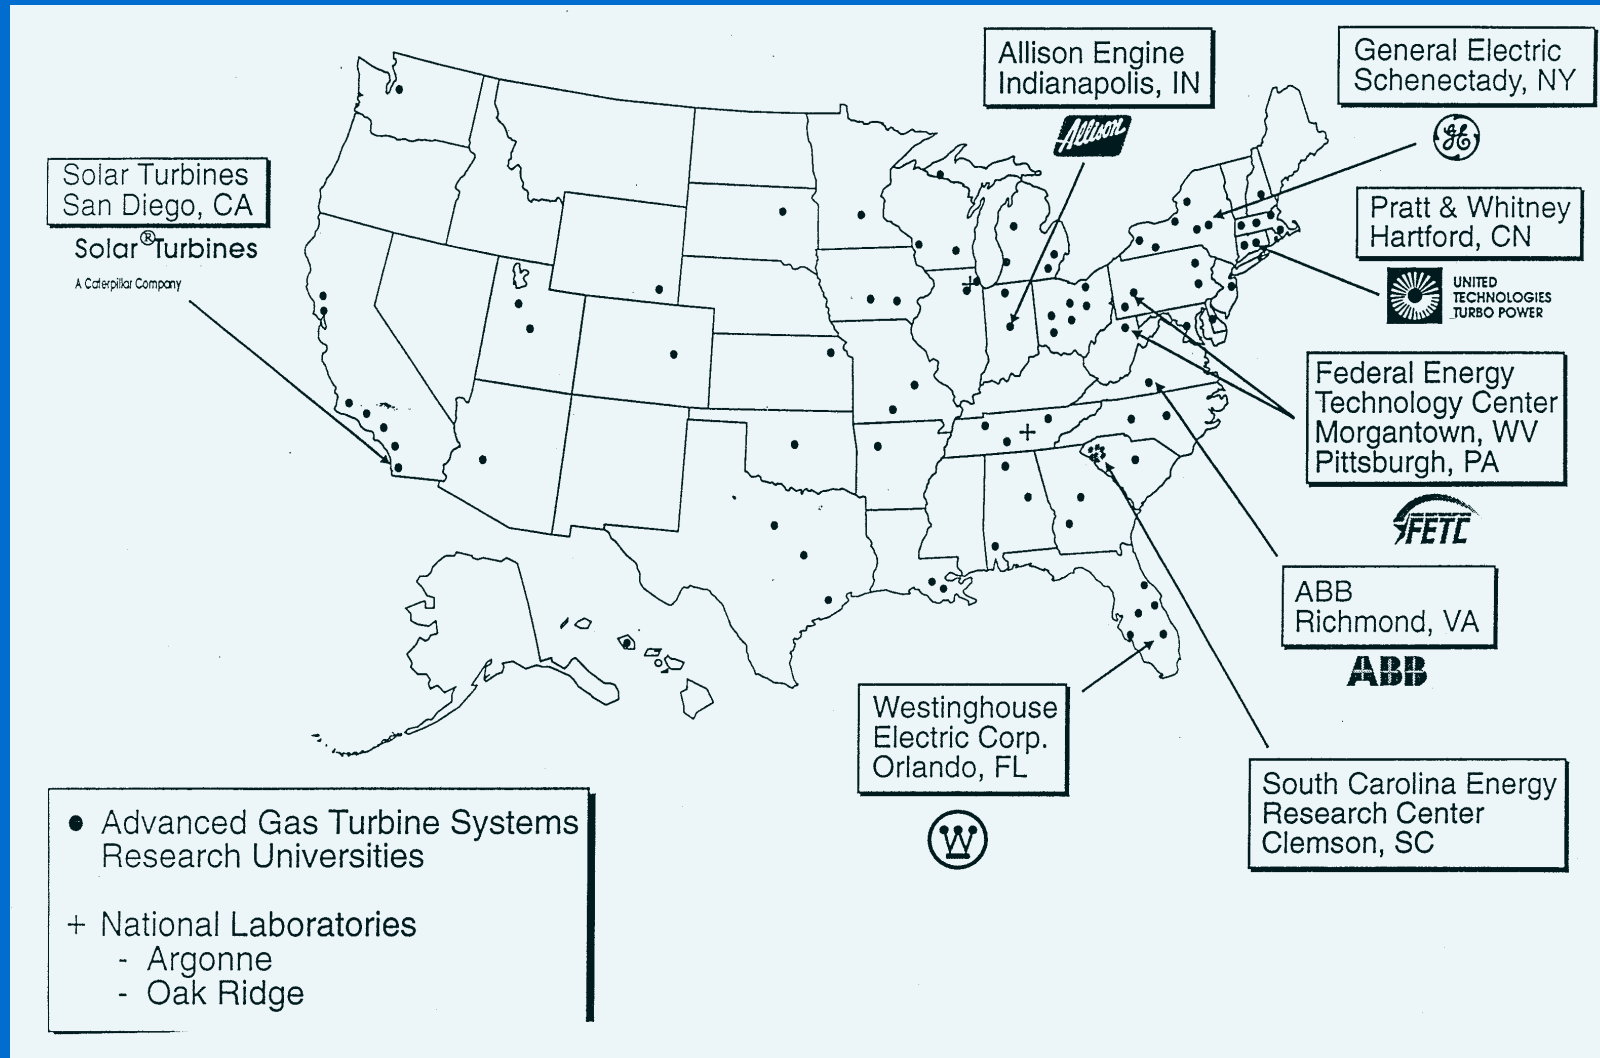 Allison Engine
Indianapolis, IN
Allison
General Electric
Schenectady, NY
GE
Solar Turbines
San Diego, CA
Solar®Turbines
A Caterpillar Company
Pratt & Whitney
Hartford, CN
UNITED
TECHNOLOGIES
TURBO POWER
Federal Energy
Technology Center
Morgantown, WV
Pittsburgh, PA
FETC
ABB
Richmond, VA
ABB
Westinghouse
Electric Corp.
Orlando, FL
W
South Carolina Energy
Research Center
Clemson, SC
● Advanced Gas Turbine Systems
Research Universities
+ National Laboratories
- Argonne
- Oak Ridge